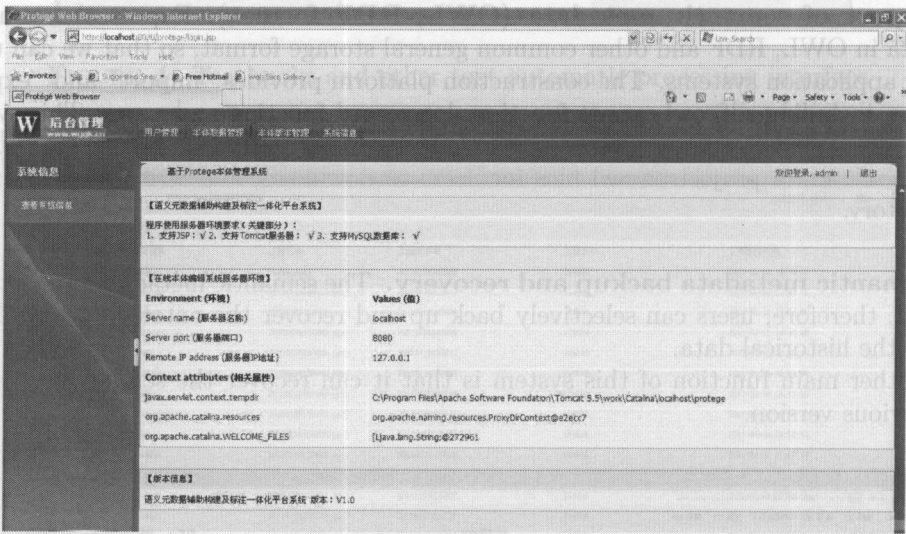 Protégé Web Browser - Windows Internet Explorer
File Edit View Favorites Tools Help
Live Search
Favorites Free Hotmail Web Slice Gallery
Protégé Web Browser
Page Safety Tools
W 后台管理
用户管理 本体数据管理 本体版本管理 系统信息
系统信息
查看系统信息
基于Protege本体管理系统 欢迎登录, admin | 退出
【语义元数据辅助构建及标注一体化平台系统】
程序使用服务器环境要求(关键部分):
1、支持JSP:√ 2、支持Tomcat服务器: √ 3、支持MySQL数据库: √
【在线本体编辑系统服务器环境】
Environment (环境) Values (值)
Server name (服务器名称) localhost
Server port (服务器端口) 8080
Remote IP address (服务器IP地址) 127.0.0.1
Context attributes (相关属性)
javax.servlet.context.tempdir C:\Program Files\Apache Software Foundation\Tomcat 5.5\work\Catalina\localhost\protege
org.apache.catalina.resources org.apache.naming.resources.ProxyDirContext@e2ecc7
org.apache.catalina.WELCOME_FILES [Ljava.lang.String;@272961
【版本信息】
语义元数据辅助构建及标注一体化平台系统 版本:V1.0